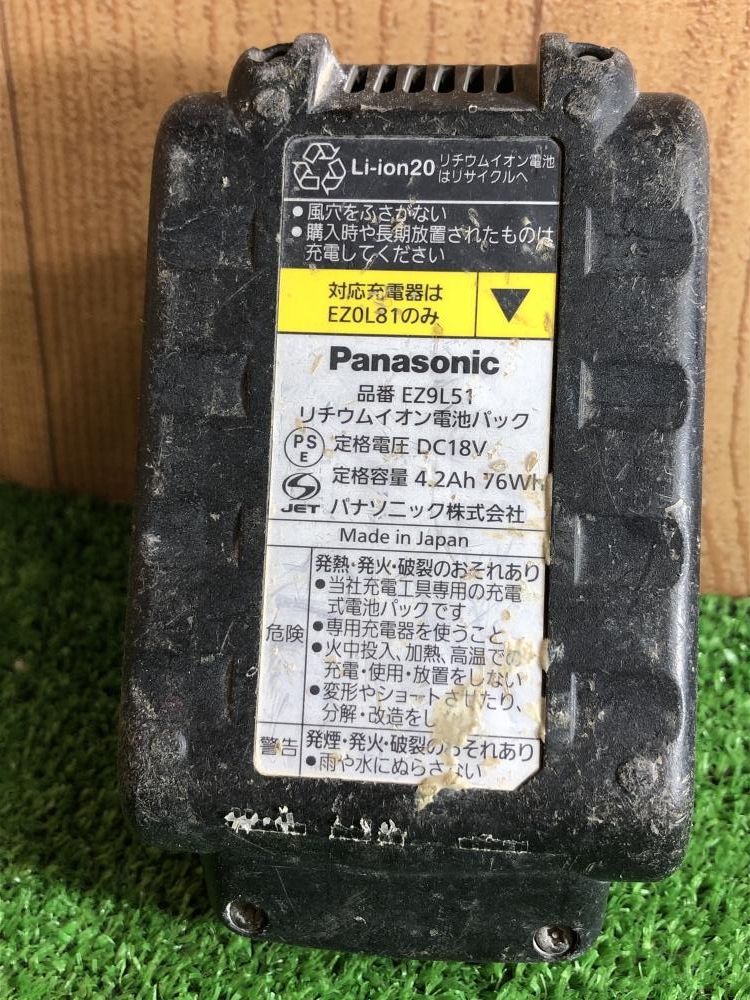 Li-ion20 リチウムイオン電池
はリサイクルへ
●風穴をふさがない
●購入時や長期放置されたものは
充電してください
対応充電器は
EZ0L81のみ
Panasonic
品番 EZ9L51
リチウムイオン電池パック
PS
E
定格電圧 DC18V
定格容量 4.2Ah 76Wh
JET パナソニック株式会社
Made in Japan
発熱・発火・破裂のおそれあり
危険
●当社充電工具専用の充電
式電池パックです
●専用充電器を使うこと
●火中投入、加熱、高温での
充電・使用・放置をしない
●変形やショートさせたり、
分解・改造をし
警告
発煙・発火・破裂のおそれあり
●雨や水にぬらさない